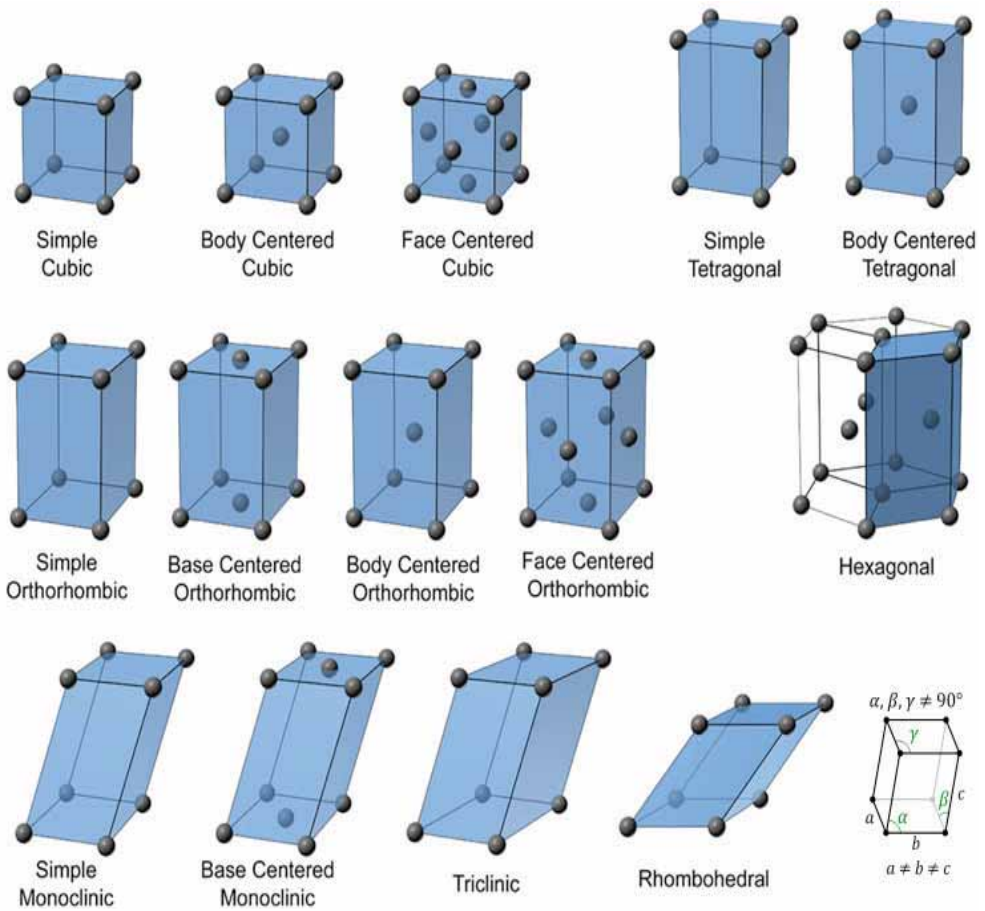 Simple
Cubic
Body Centered
Cubic
Face Centered
Cubic
Simple
Tetragonal
Body Centered
Tetragonal
Simple
Orthorhombic
Base Centered
Orthorhombic
Body Centered
Orthorhombic
Face Centered
Orthorhombic
Hexagonal
Simple
Monoclinic
Base Centered
Monoclinic
Triclinic
Rhombohedral
α, β, γ ≠ 90°
γ
c
β
a
α
b
a ≠ b ≠ c